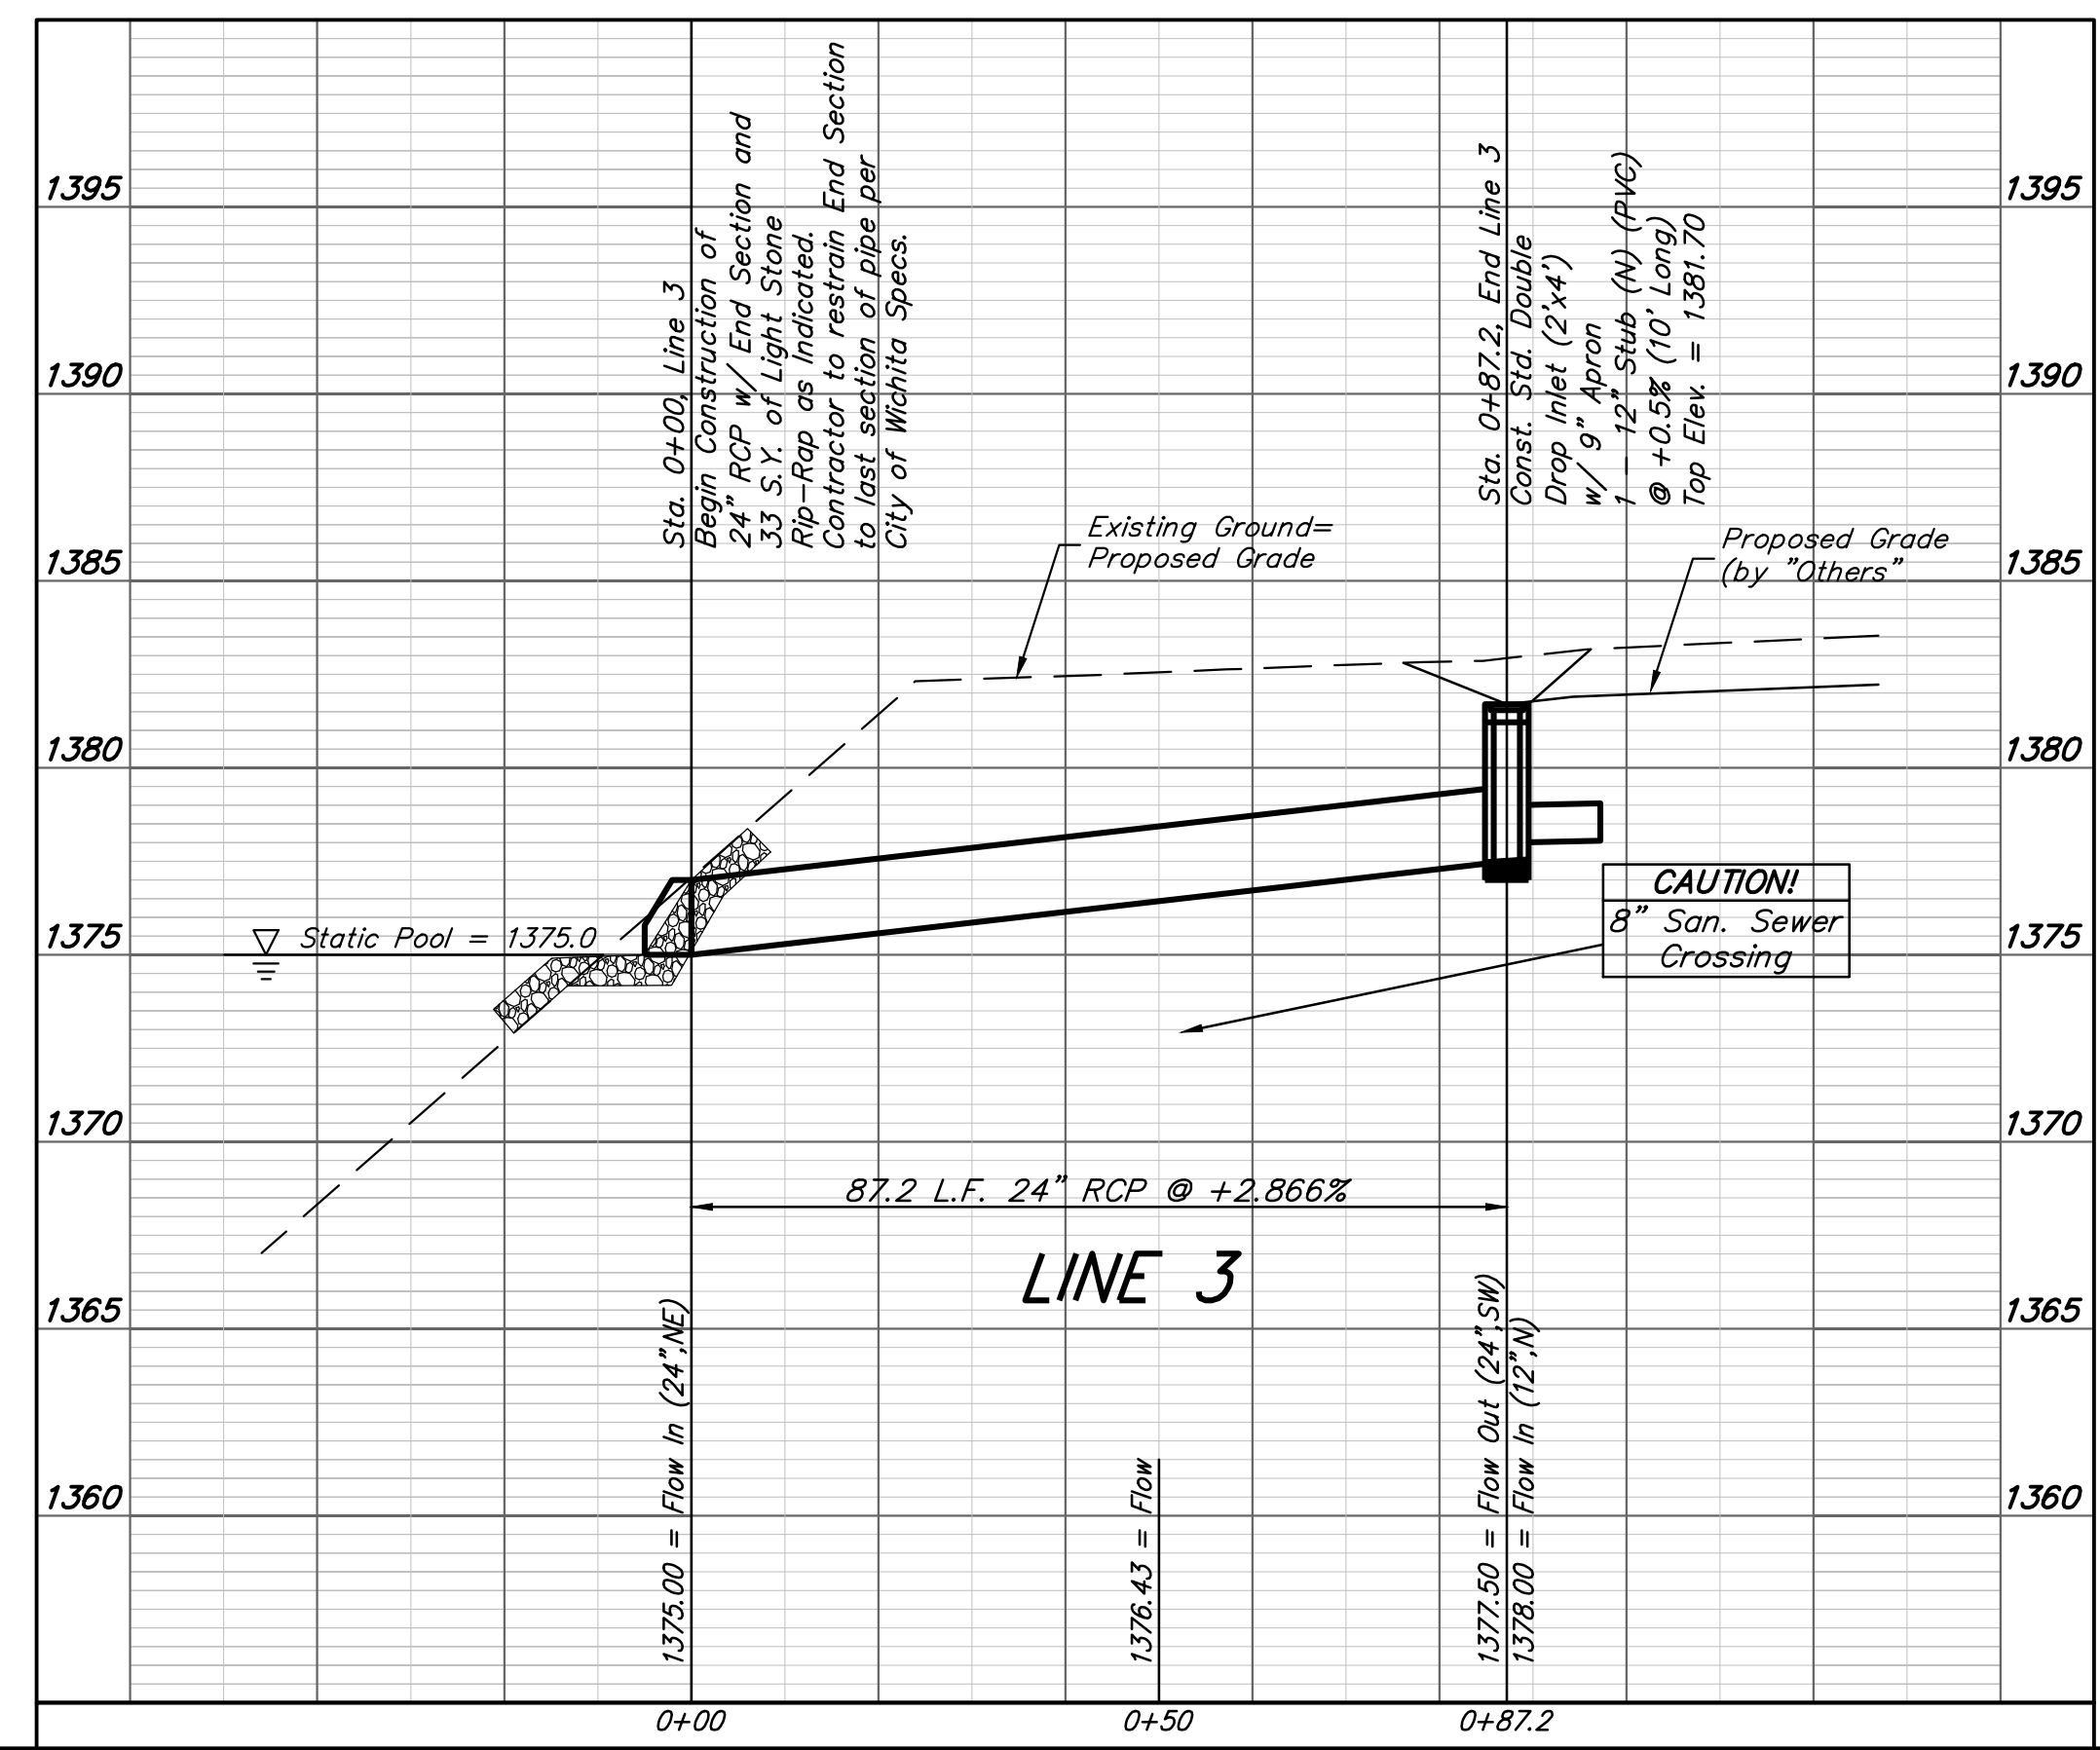 Sta. 0+00, Line 3
Begin Construction of
24" RCP w/ End Section and
33 S.Y. of Light Stone
Rip-Rap as Indicated.
Contractor to restrain End Section
to last section of pipe per
City of Wichita Specs.
Sta. 0+87.2, End Line 3
Const. Std. Double
Drop Inlet (2'x4')
w/ 9" Apron
1 - 12" Stub (N) (PVC)
@ +0.5% (10' Long)
Top Elev. = 1381.70
1395
1395
1390
1390
1385
1385
Existing Ground=
Proposed Grade
Proposed Grade
(by "Others"
1380
1380
1375
1375
Static Pool = 1375.0
CAUTION!
8" San. Sewer
Crossing
1370
1370
87.2 L.F. 24" RCP @ +2.866%
LINE 3
1365
1365
1360
1360
1375.00 = Flow In (24",NE)
1376.43 = Flow
1377.50 = Flow Out (24",SW)
1378.00 = Flow In (12",N)
0+00
0+50
0+87.2